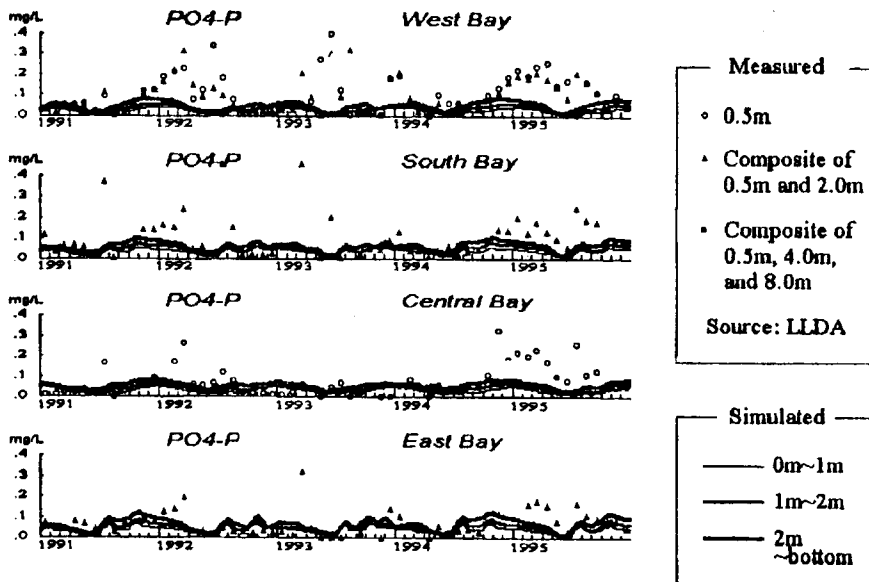 mg/L PO4-P West Bay
.4
.3
.2
.1
.0
1991 1992 1993 1994 1995
mg/L PO4-P South Bay
.4
.3
.2
.1
.0
1991 1992 1993 1994 1995
mg/L PO4-P Central Bay
.4
.3
.2
.1
.0
1991 1992 1993 1994 1995
mg/L PO4-P East Bay
.4
.3
.2
.1
.0
1991 1992 1993 1994 1995
Measured
0.5m
Composite of
0.5m and 2.0m
Composite of
0.5m, 4.0m,
and 8.0m
Source: LLDA
Simulated
0m~1m
1m~2m
2m
~bottom